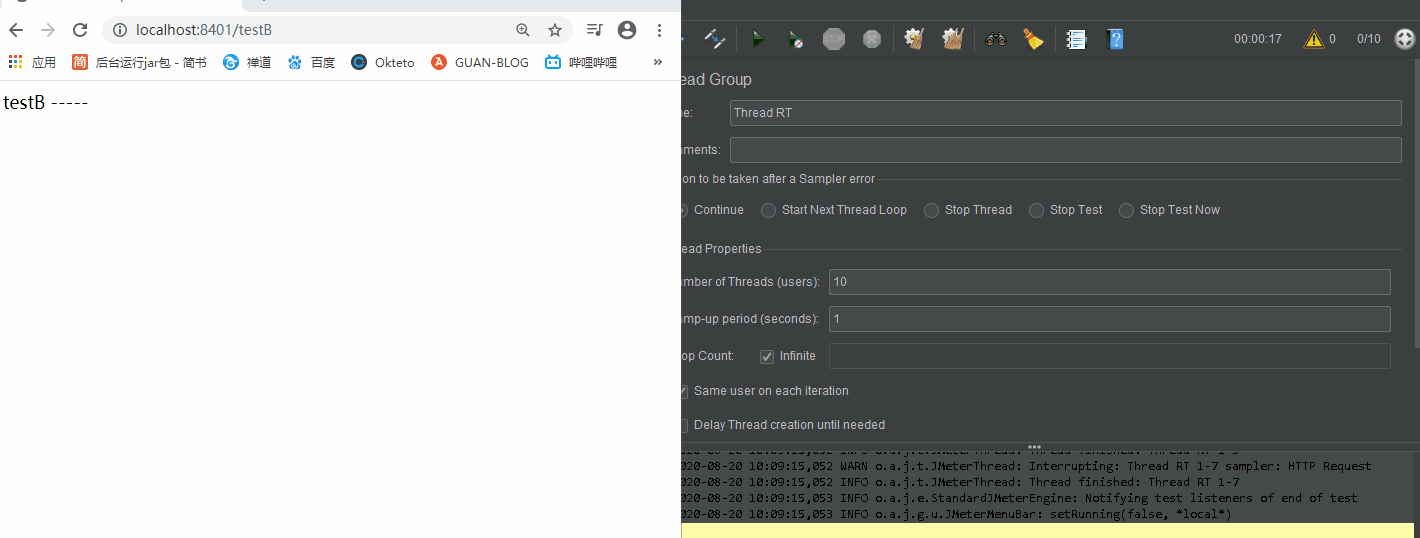 localhost:8401/testB
应用 简 后台运行jar包 - 简书 禅道 百度 Okteto GUAN-BLOG 哔哩哔哩 »
testB -----
STOP 00:00:17 0 0/10
ead Group
ne: Thread RT
nments:
on to be taken after a Sampler error
Continue Start Next Thread Loop Stop Thread Stop Test Stop Test Now
ead Properties
umber of Threads (users): 10
amp-up period (seconds): 1
op Count: Infinite
Same user on each iteration
Delay Thread creation until needed
020-08-20 10:09:15,052 WARN o.a.j.t.JMeterThread: Interrupting: Thread RT 1-7 sampler: HTTP Request
020-08-20 10:09:15,052 INFO o.a.j.t.JMeterThread: Thread finished: Thread RT 1-7
020-08-20 10:09:15,053 INFO o.a.j.e.StandardJMeterEngine: Notifying test listeners of end of test
020-08-20 10:09:15,053 INFO o.a.j.g.u.JMeterMenuBar: setRunning(false, *local*)